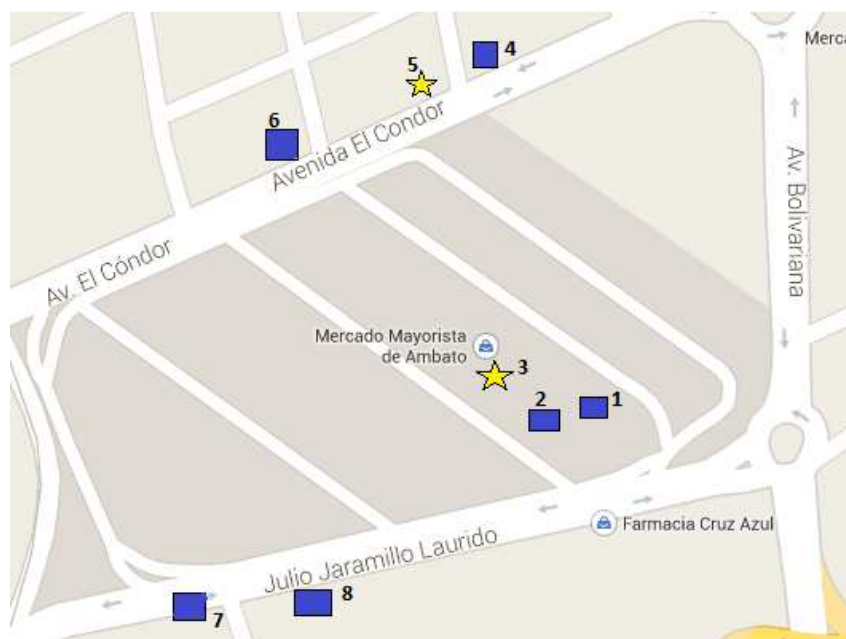 4
Merca
5
6
Avenida El Condor
Av. Bolivariana
Av. El Cóndor
Mercado Mayorista
de Ambato
3
2
1
Farmacia Cruz Azul
Julio Jaramillo Laurido
7
8